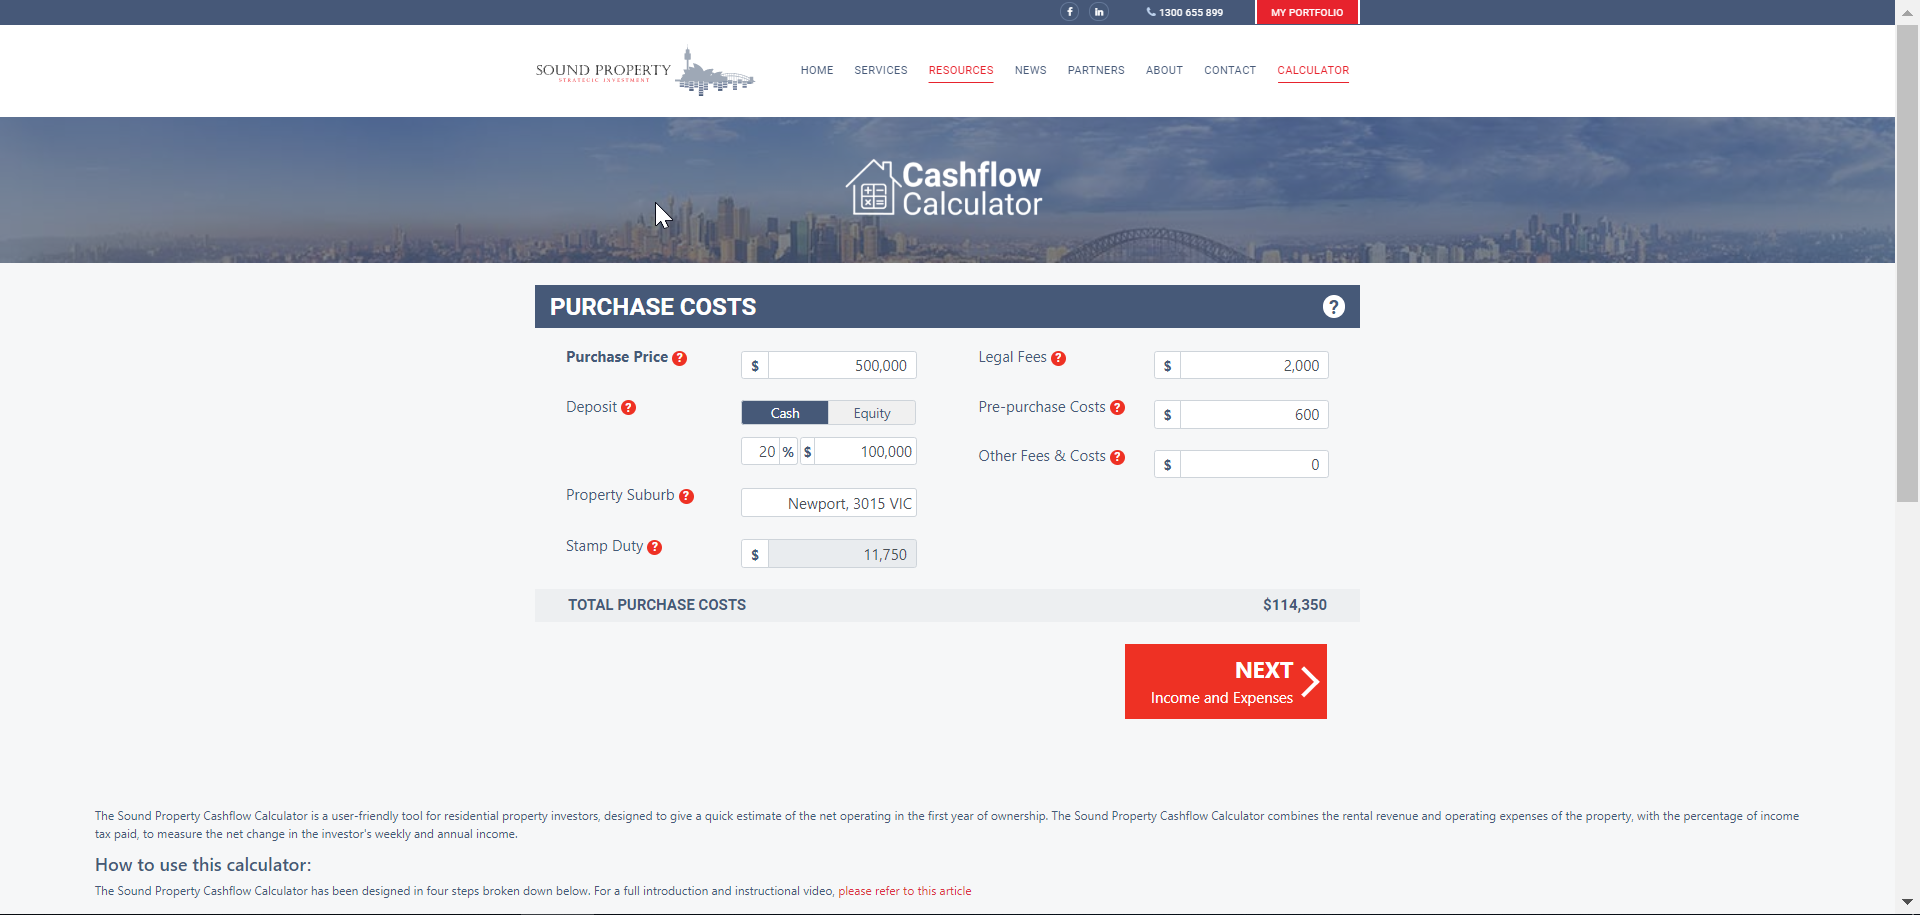 1300 655 899
MY PORTFOLIO
SOUND PROPERTY
STRATEGIC INVESTMENT
HOME SERVICES RESOURCES NEWS PARTNERS ABOUT CONTACT CALCULATOR
Cashflow
Calculator
PURCHASE COSTS ?
Purchase Price ? $ 500,000
Deposit ? Cash Equity
20 % $ 100,000
Property Suburb ? Newport, 3015 VIC
Stamp Duty ? $ 11,750
Legal Fees ? $ 2,000
Pre-purchase Costs ? $ 600
Other Fees & Costs ? $ 0
TOTAL PURCHASE COSTS $114,350
NEXT
Income and Expenses
The Sound Property Cashflow Calculator is a user-friendly tool for residential property investors, designed to give a quick estimate of the net operating in the first year of ownership. The Sound Property Cashflow Calculator combines the rental revenue and operating expenses of the property, with the percentage of income
tax paid, to measure the net change in the investor's weekly and annual income.
How to use this calculator:
The Sound Property Cashflow Calculator has been designed in four steps broken down below. For a full introduction and instructional video, please refer to this article